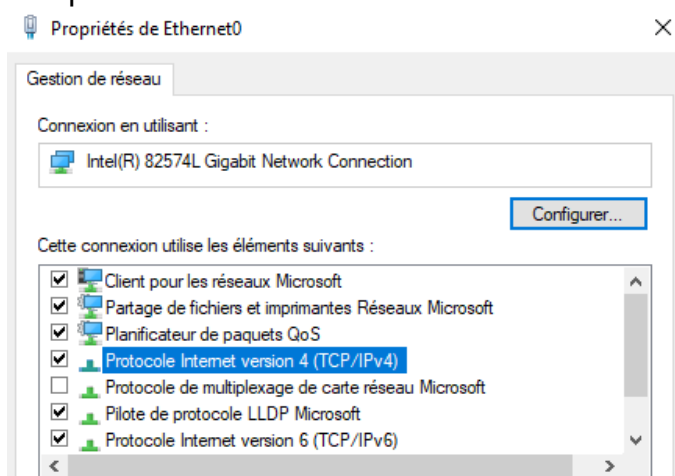 Propriétés de Ethernet0
Gestion de réseau
Connexion en utilisant :
Intel(R) 82574L Gigabit Network Connection
Configurer...
Cette connexion utilise les éléments suivants :
Client pour les réseaux Microsoft
Partage de fichiers et imprimantes Réseaux Microsoft
Planificateur de paquets QoS
Protocole Internet version 4 (TCP/IPv4)
Protocole de multiplexage de carte réseau Microsoft
Pilote de protocole LLDP Microsoft
Protocole Internet version 6 (TCP/IPv6)